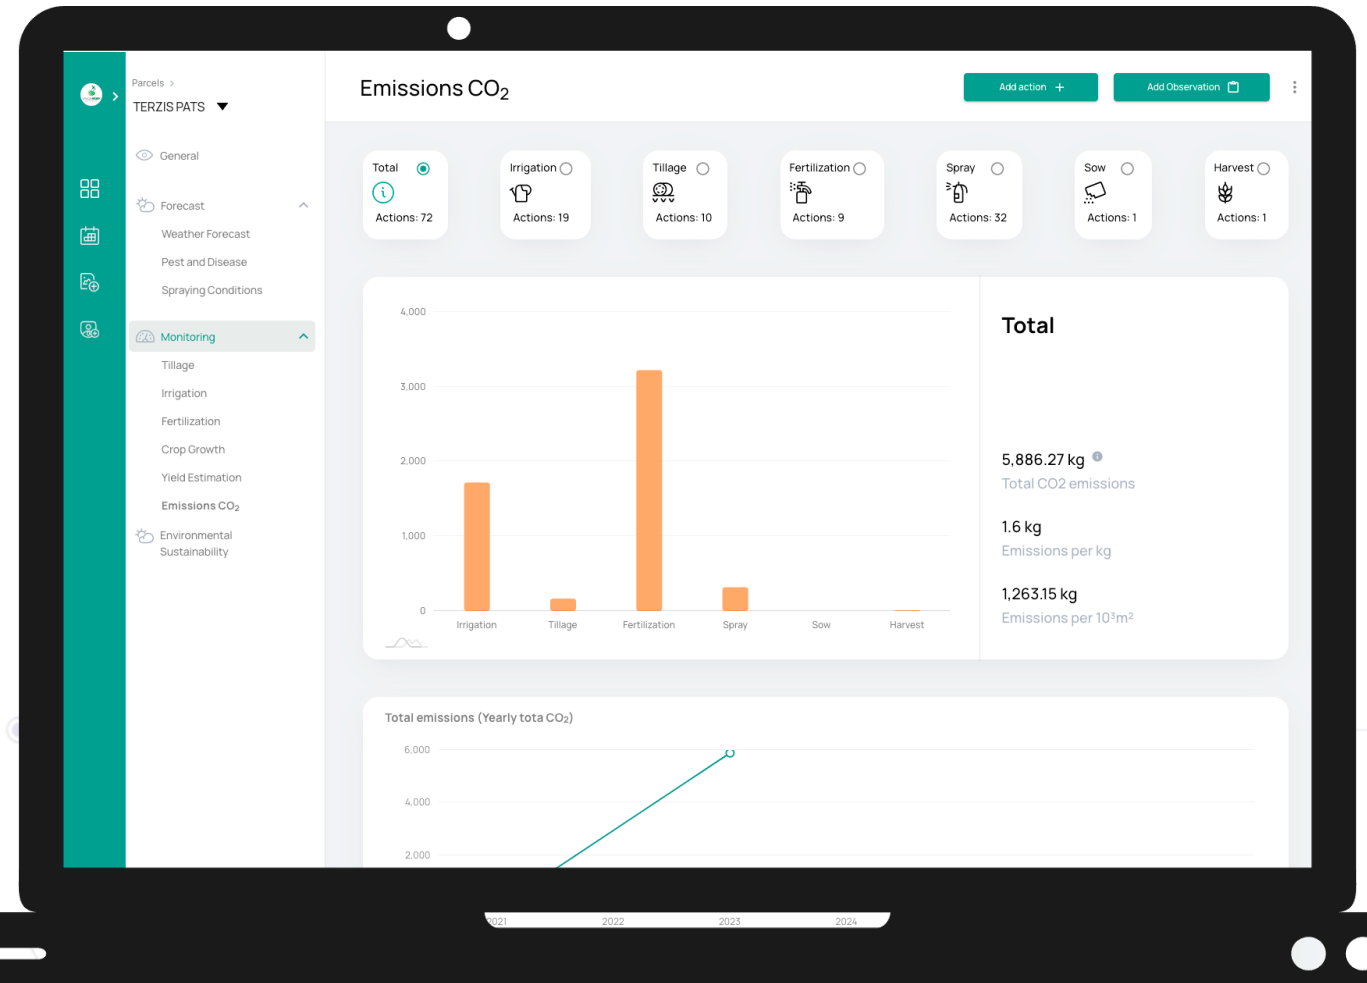 Parcels >
TERZIS PATS
General
Forecast
Weather Forecast
Pest and Disease
Spraying Conditions
Monitoring
Tillage
Irrigation
Fertilization
Crop Growth
Yield Estimation
Emissions CO₂
Environmental
Sustainability
Emissions CO₂
Add action +
Add Observation
Total
Actions: 72
Irrigation
Actions: 19
Tillage
Actions: 10
Fertilization
Actions: 9
Spray
Actions: 32
Sow
Actions: 1
Harvest
Actions: 1
4,000
3,000
2,000
1,000
0
Irrigation Tillage Fertilization Spray Sow Harvest
Total
5,886.27 kg
Total CO2 emissions
1.6 kg
Emissions per kg
1,263.15 kg
Emissions per 10³m²
Total emissions (Yearly tota CO₂)
6,000
4,000
2,000
2021 2022 2023 2024